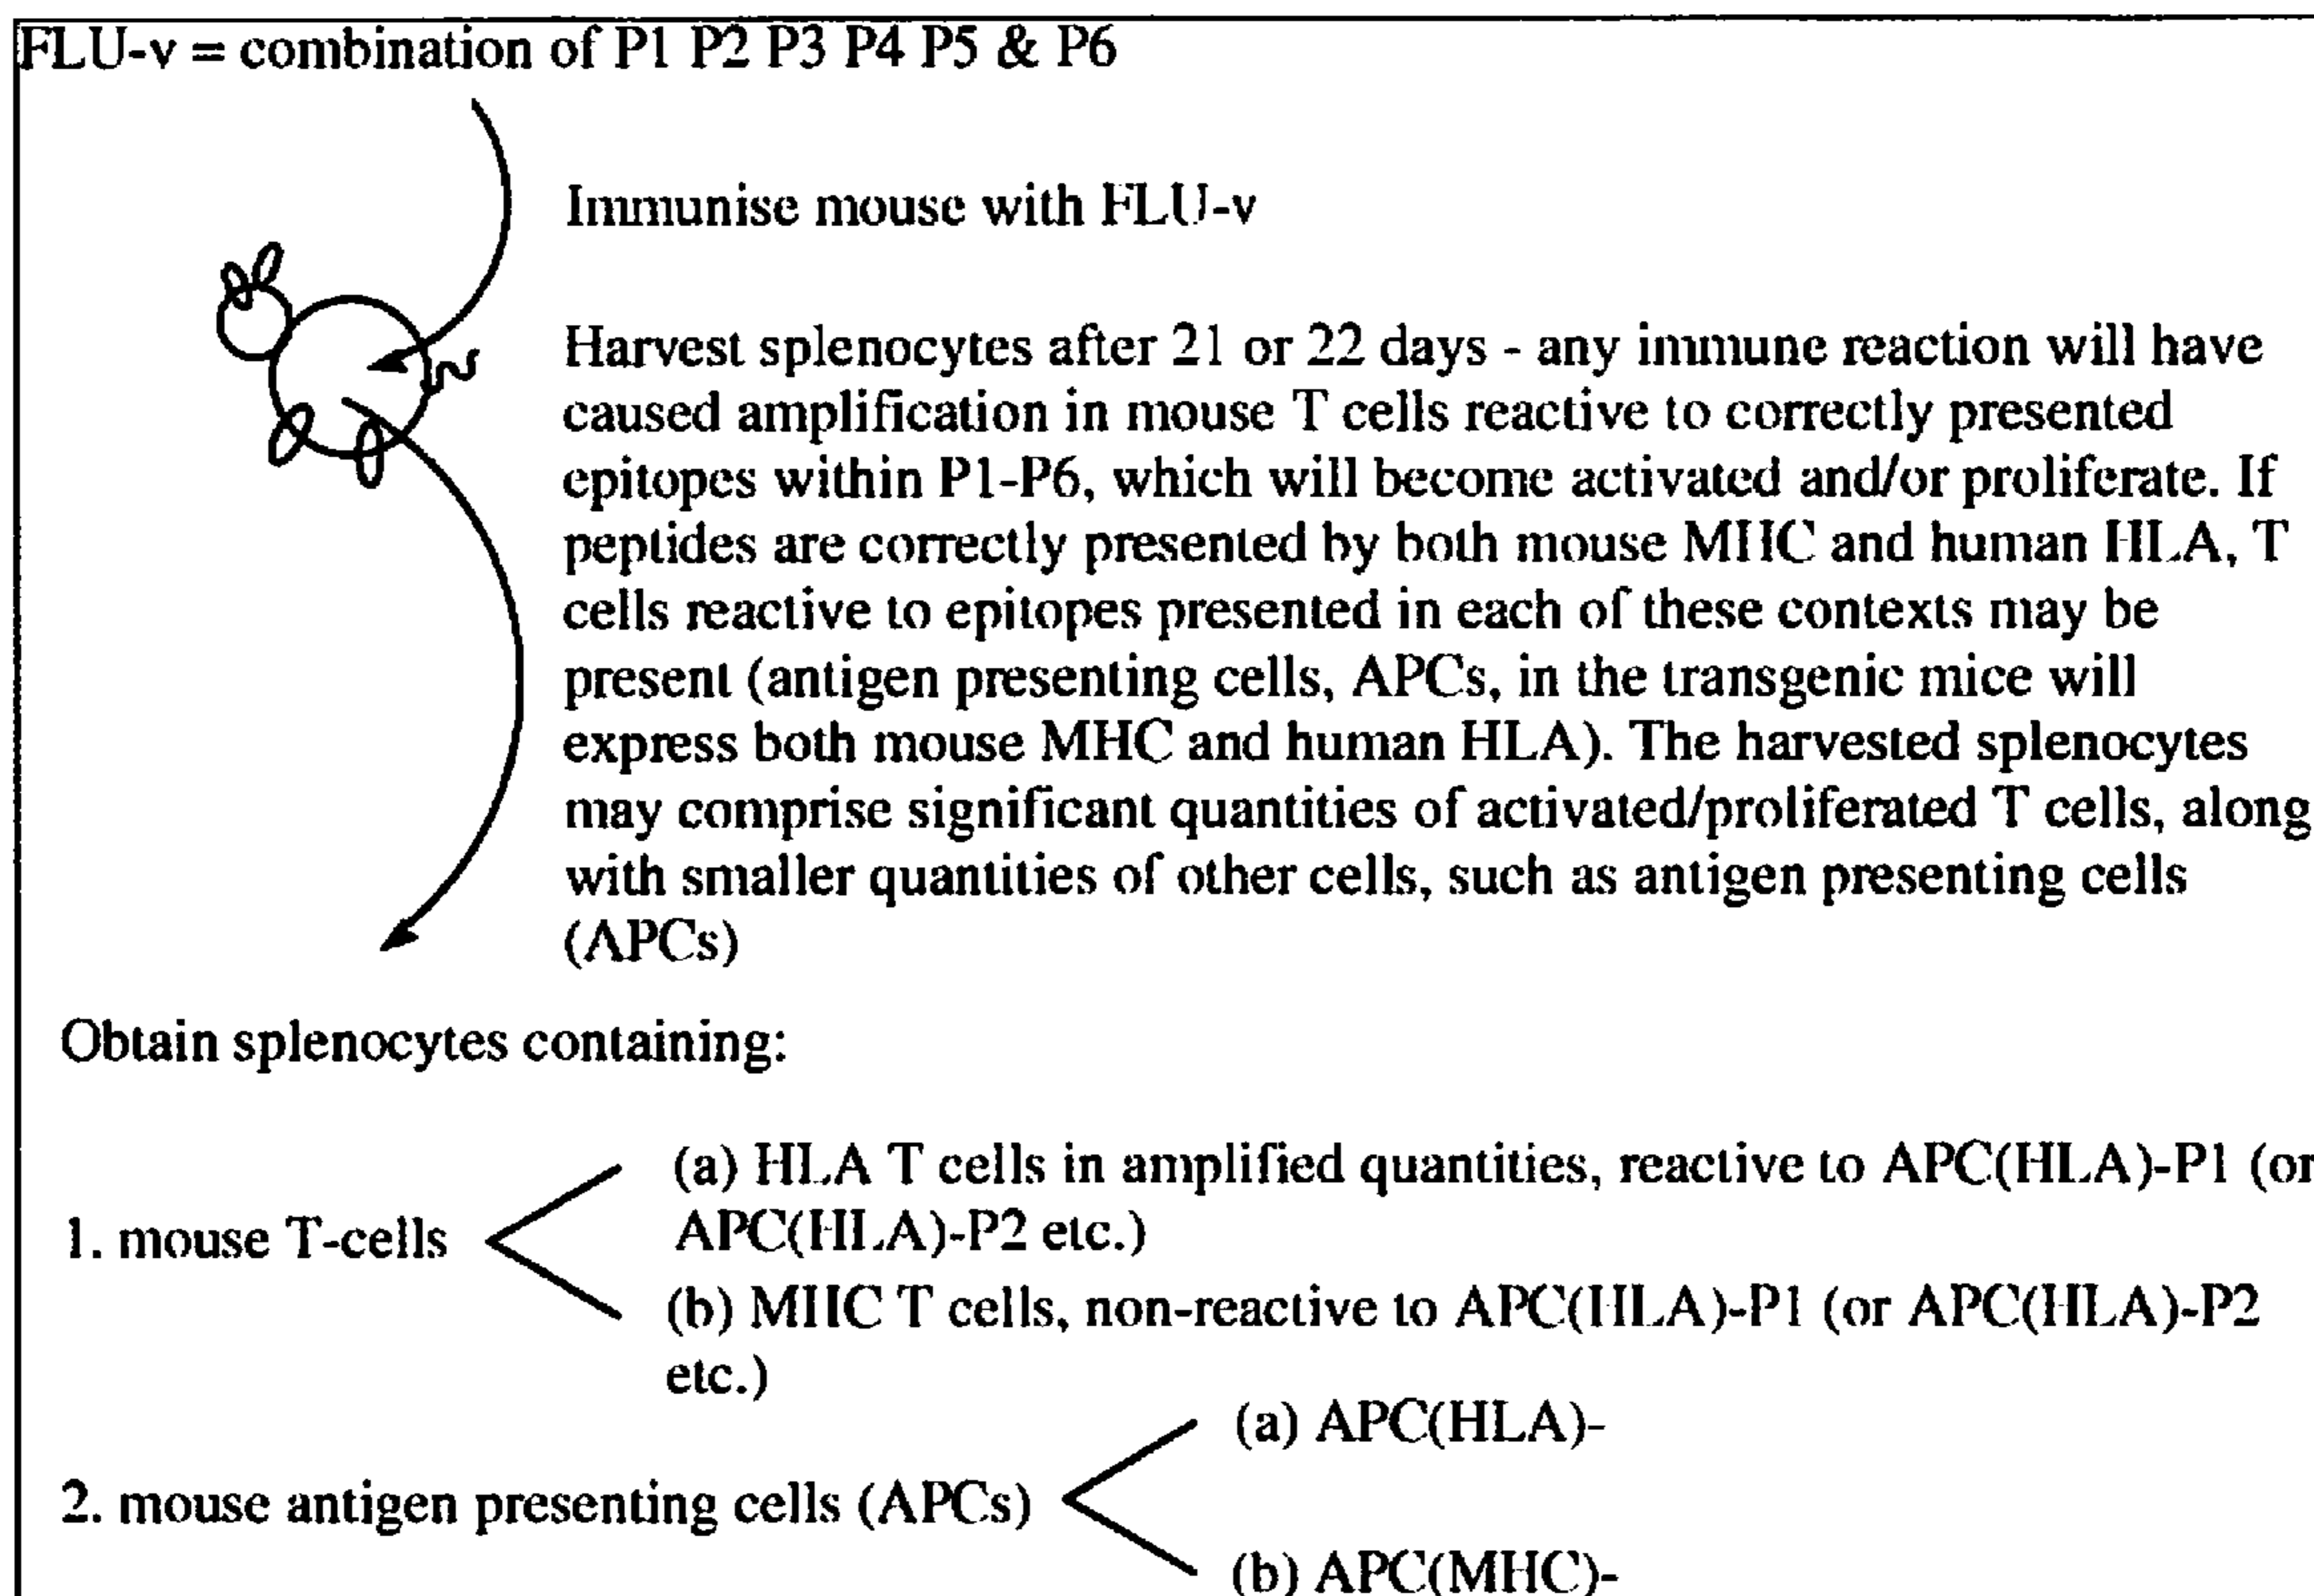 FLU-v = combination of P1 P2 P3 P4 P5 & P6
Immunise mouse with FLU-v
Harvest splenocytes after 21 or 22 days - any immune reaction will have
caused amplification in mouse T cells reactive to correctly presented
epitopes within P1-P6, which will become activated and/or proliferate. If
peptides are correctly presented by both mouse MHC and human HLA, T
cells reactive to epitopes presented in each of these contexts may be
present (antigen presenting cells, APCs, in the transgenic mice will
express both mouse MHC and human HLA). The harvested splenocytes
may comprise significant quantities of activated/proliferated T cells, along
with smaller quantities of other cells, such as antigen presenting cells
(APCs)
Obtain splenocytes containing:
1. mouse T-cells
(a) HLA T cells in amplified quantities, reactive to APC(HLA)-P1 (or
APC(HLA)-P2 etc.)
(b) MHC T cells, non-reactive to APC(HLA)-P1 (or APC(HLA)-P2
etc.)
2. mouse antigen presenting cells (APCs)
(a) APC(HLA)-
(b) APC(MHC)-